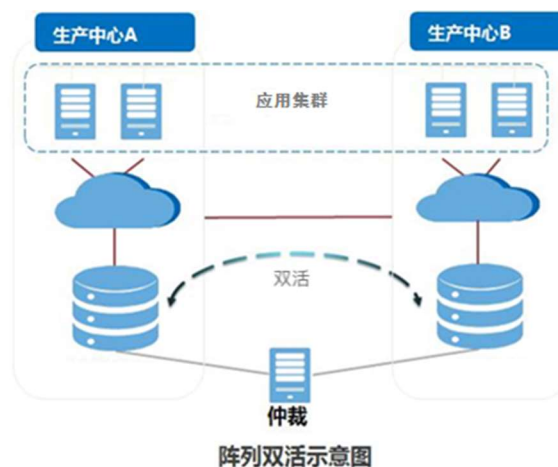 生产中心A
生产中心B
应用集群
双活
仲裁
阵列双活示意图